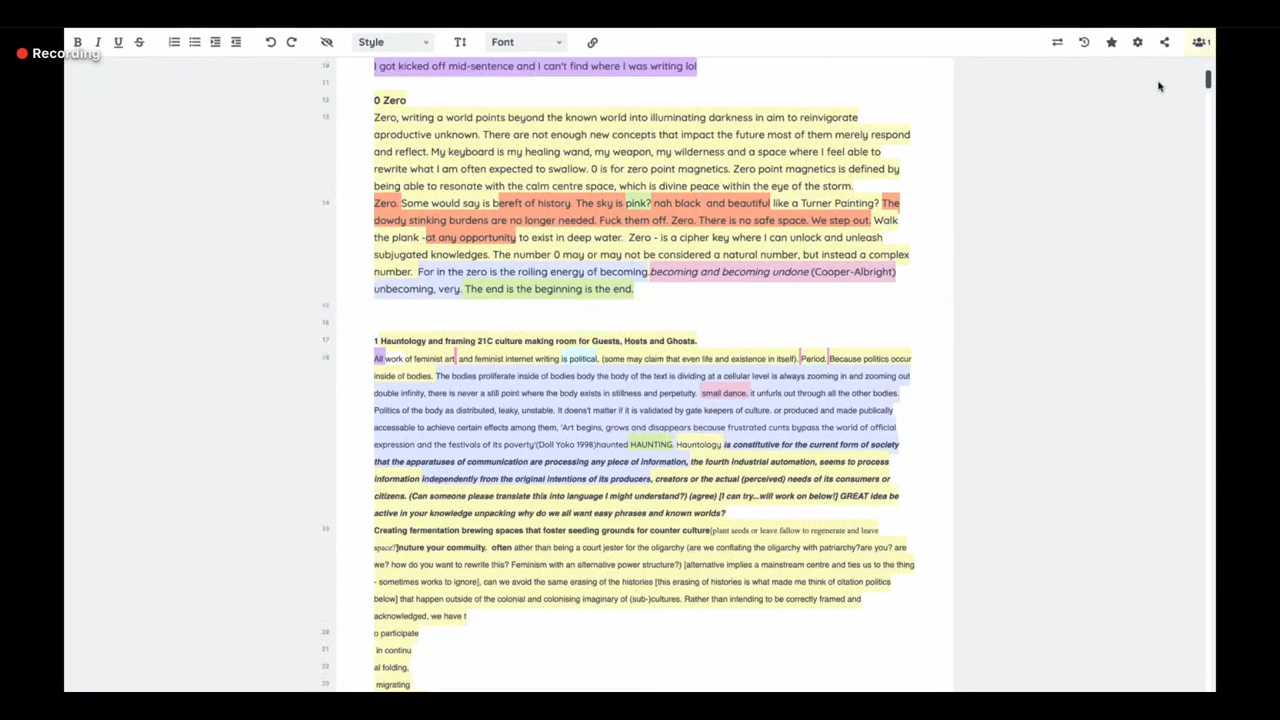 B I U S Style Font 1
Recording
10 I got kicked off mid-sentence and I can't find where I was writing lol
11
12 0 Zero
13 Zero, writing a world points beyond the known world into illuminating darkness in aim to reinvigorate
aproductive unknown. There are not enough new concepts that impact the future most of them merely respond
and reflect. My keyboard is my healing wand, my weapon, my wilderness and a space where I feel able to
rewrite what I am often expected to swallow. 0 is for zero point magnetics. Zero point magnetics is defined by
being able to resonate with the calm centre space, which is divine peace within the eye of the storm.
14 Zero. Some would say is bereft of history. The sky is pink? nah black and beautiful like a Turner Painting? The
dowdy stinking burdens are no longer needed. Fuck them off. Zero. There is no safe space. We step out. Walk
the plank -at any opportunity to exist in deep water. Zero - is a cipher key where I can unlock and unleash
subjugated knowledges. The number 0 may or may not be considered a natural number, but instead a complex
number. For in the zero is the roiling energy of becoming.becoming and becoming undone (Cooper-Albright)
unbecoming, very. The end is the beginning is the end.
15
16
17 1 Hauntology and framing 21C culture making room for Guests, Hosts and Ghosts.
18 All work of feminist art and feminist internet writing is political, (some may claim that even life and existence in itself). Period. Because politics occur
inside of bodies. The bodies proliferate inside of bodies body the body of the text is dividing at a cellular level is always zooming in and zooming out
double infinity, there is never a still point where the body exists in stillness and perpetuity. small dance. it unfurls out through all the other bodies.
Politics of the body as distributed, leaky, unstable. It doens't matter if it is validated by gate keepers of culture. or produced and made publically
accessable to achieve certain effects among them, 'Art begins, grows and disappears because frustrated cunts bypass the world of official
expression and the festivals of its poverty'(Doll Yoko 1998)haunted HAUNTING. Hauntology is constitutive for the current form of society
that the apparatuses of communication are processing any piece of information, the fourth industrial automation, seems to process
information independently from the original intentions of its producers, creators or the actual (perceived) needs of its consumers or
citizens. (Can someone please translate this into language I might understand?) (agree) [I can try...will work on below!] GREAT idea be
active in your knowledge unpacking why do we all want easy phrases and known worlds?
19 Creating fermentation brewing spaces that foster seeding grounds for counter culture[plant seeds or leave fallow to regenerate and leave
space?]nuture your commuity. often ather than being a court jester for the oligarchy (are we conflating the oligarchy with patriarchy?are you? are
we? how do you want to rewrite this? Feminism with an alternative power structure?) [alternative implies a mainstream centre and ties us to the thing
- sometimes works to ignore], can we avoid the same erasing of the histories [this erasing of histories is what made me think of citation politics
below] that happen outside of the colonial and colonising imaginary of (sub-)cultures. Rather than intending to be correctly framed and
acknowledged, we have t
20 o participate
21 in continu
22 al folding,
23 migrating